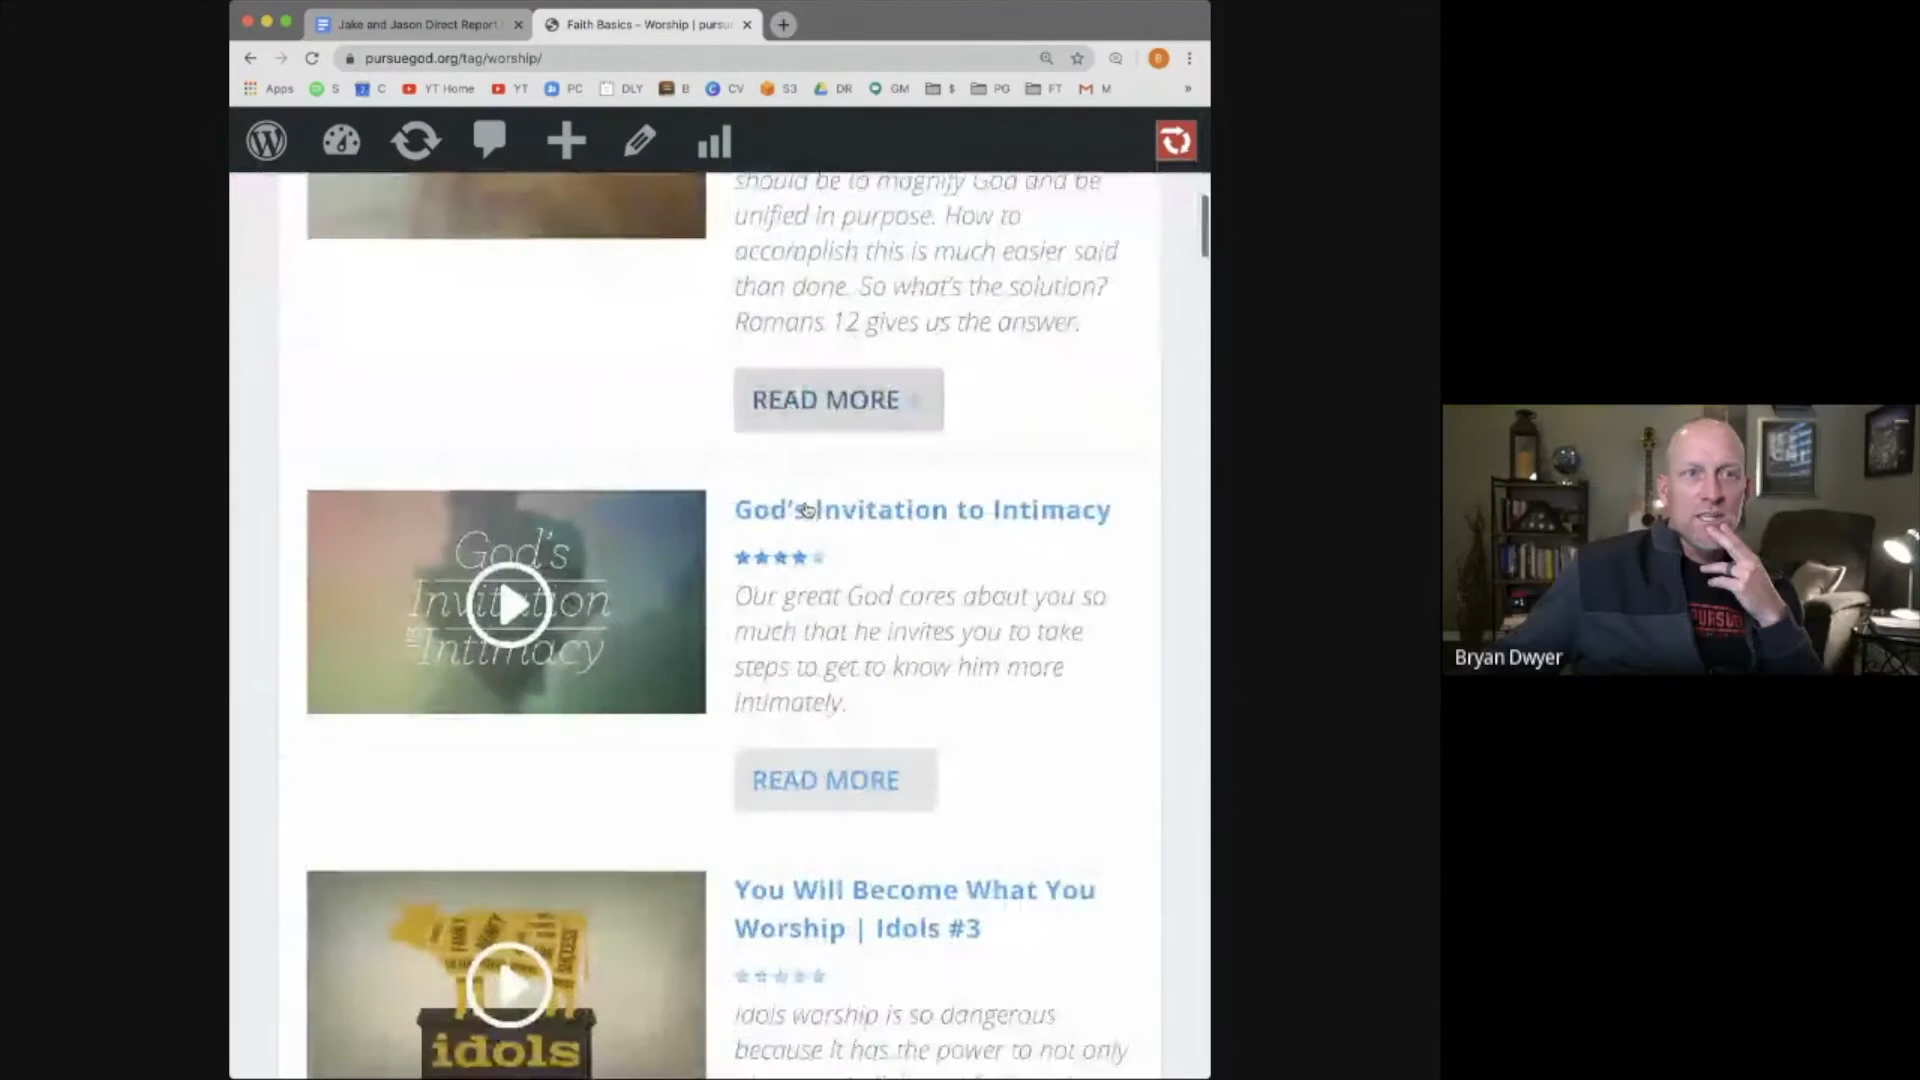 Jake and Jason Direct Report
Faith Basics – Worship | pursu
pursuegod.org/tag/worship/
B
Apps S C YT Home YT PC DLY B CV S3 DR GM $ PG FT M
should be to magnify God and be
unified in purpose. How to
accomplish this is much easier said
than done. So what's the solution?
Romans 12 gives us the answer.
READ MORE
God's
Invitation
to
Intimacy
God's Invitation to Intimacy
Our great God cares about you so
much that he invites you to take
steps to get to know him more
intimately.
READ MORE
idols
You Will Become What You
Worship | Idols #3
Idols worship is so dangerous
because it has the power to not only
PURSUE
Bryan Dwyer